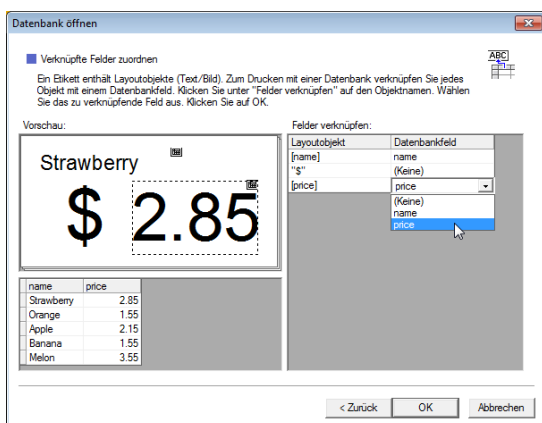 Datenbank öffnen
ABC
Verknüpfte Felder zuordnen
Ein Etikett enthält Layoutobjekte (Text/Bild). Zum Drucken mit einer Datenbank verknüpfen Sie jedes
Objekt mit einem Datenbankfeld. Klicken Sie unter "Felder verknüpfen" auf den Objektnamen. Wählen
Sie das zu verknüpfende Feld aus. Klicken Sie auf OK.
Vorschau:
Strawberry
$ 2.85
name price
Strawberry 2.85
Orange 1.55
Apple 2.15
Banana 1.55
Melon 3.55
Felder verknüpfen:
Layoutobjekt Datenbankfeld
[name] name
"$" (Keine)
[price] price
(Keine)
name
price
< Zurück OK Abbrechen